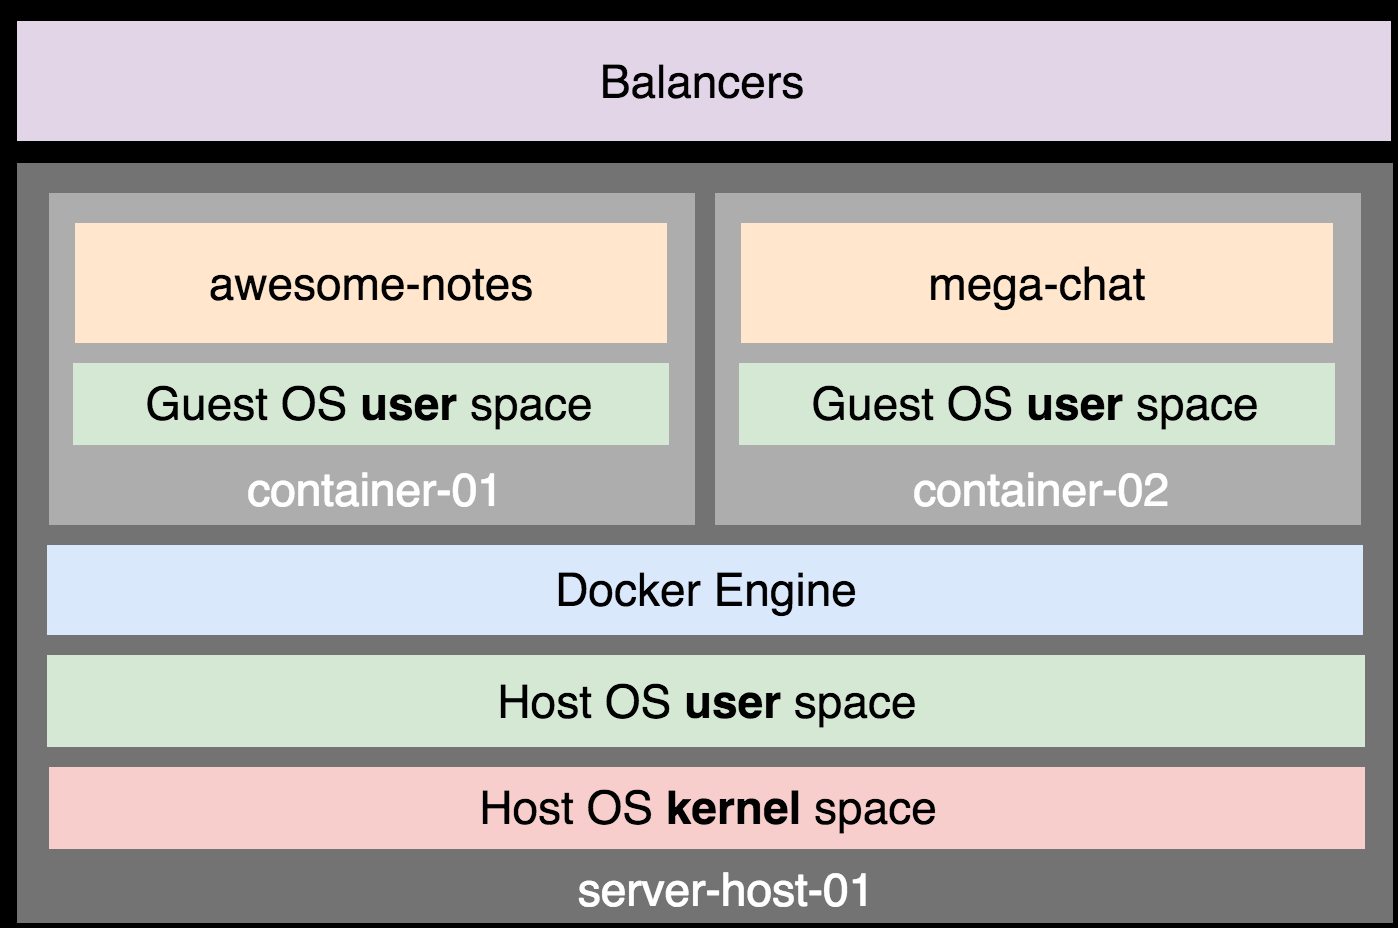 Balancers
awesome-notes
mega-chat
Guest OS user space
Guest OS user space
container-01
container-02
Docker Engine
Host OS user space
Host OS kernel space
server-host-01